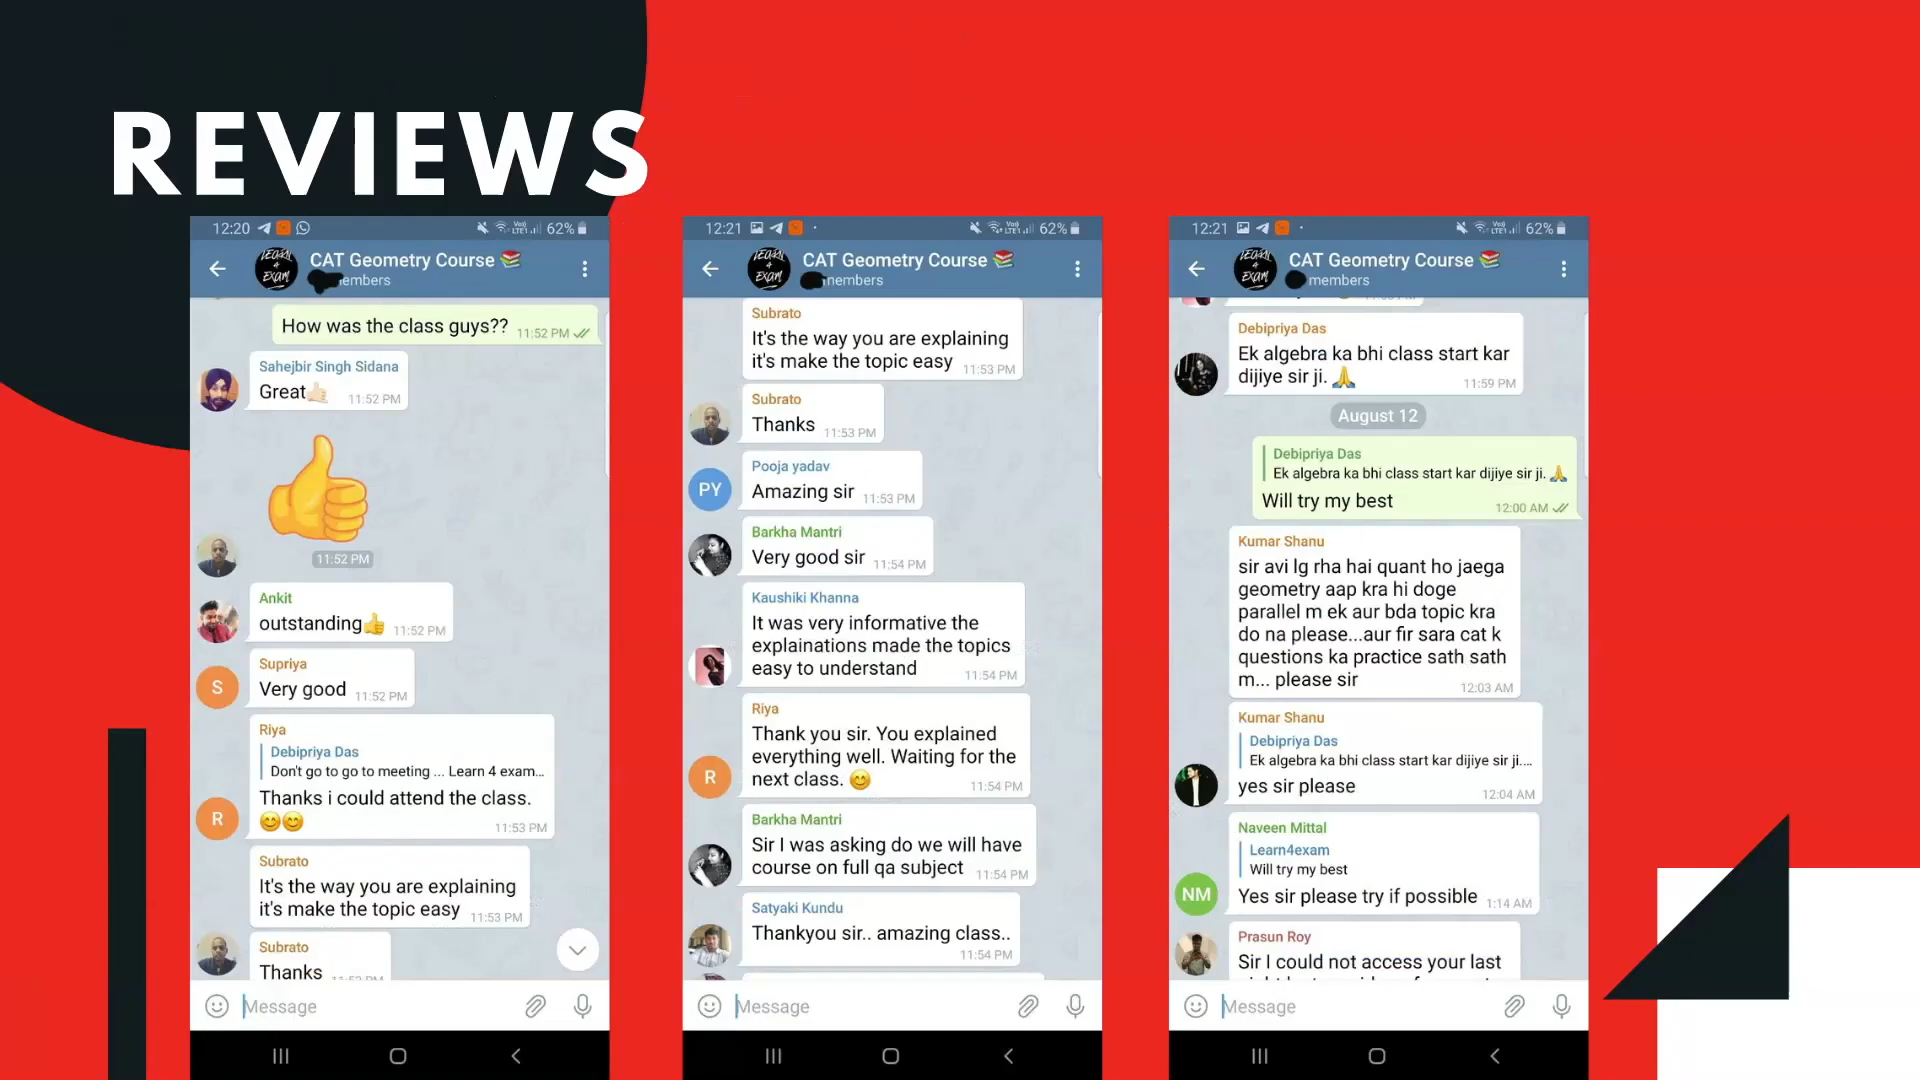 REVIEWS
12:20
62%
LEARN
4
EXAM
CAT Geometry Course
embers
How was the class guys?? 11:52 PM
Sahejbir Singh Sidana
Great 11:52 PM
11:52 PM
Ankit
outstanding 11:52 PM
S
Supriya
Very good 11:52 PM
Riya
Debipriya Das
Don't go to go to meeting ... Learn 4 exam...
Thanks i could attend the class.
R
11:53 PM
Subrato
It's the way you are explaining
it's make the topic easy 11:53 PM
Subrato
Thanks 11:53 PM
Message
12:21
62%
LEARN
4
EXAM
CAT Geometry Course
members
Subrato
It's the way you are explaining
it's make the topic easy 11:53 PM
Subrato
Thanks 11:53 PM
PY
Pooja yadav
Amazing sir 11:53 PM
Barkha Mantri
Very good sir 11:54 PM
Kaushiki Khanna
It was very informative the
explainations made the topics
easy to understand 11:54 PM
Riya
Thank you sir. You explained
everything well. Waiting for the
next class. 11:54 PM
R
Barkha Mantri
Sir I was asking do we will have
course on full qa subject 11:54 PM
Satyaki Kundu
Thankyou sir.. amazing class..
11:54 PM
Message
12:21
62%
LEARN
4
EXAM
CAT Geometry Course
members
Debipriya Das
Ek algebra ka bhi class start kar
dijiye sir ji. 11:59 PM
August 12
Debipriya Das
Ek algebra ka bhi class start kar dijiye sir ji.
Will try my best
12:00 AM
Kumar Shanu
sir avi lg rha hai quant ho jaega
geometry aap kra hi doge
parallel m ek aur bda topic kra
do na please...aur fir sara cat k
questions ka practice sath sath
m... please sir 12:03 AM
Kumar Shanu
Debipriya Das
Ek algebra ka bhi class start kar dijiye sir ji....
yes sir please 12:04 AM
Naveen Mittal
Learn4exam
Will try my best
NM
Yes sir please try if possible 1:14 AM
Prasun Roy
Sir I could not access your last
Message